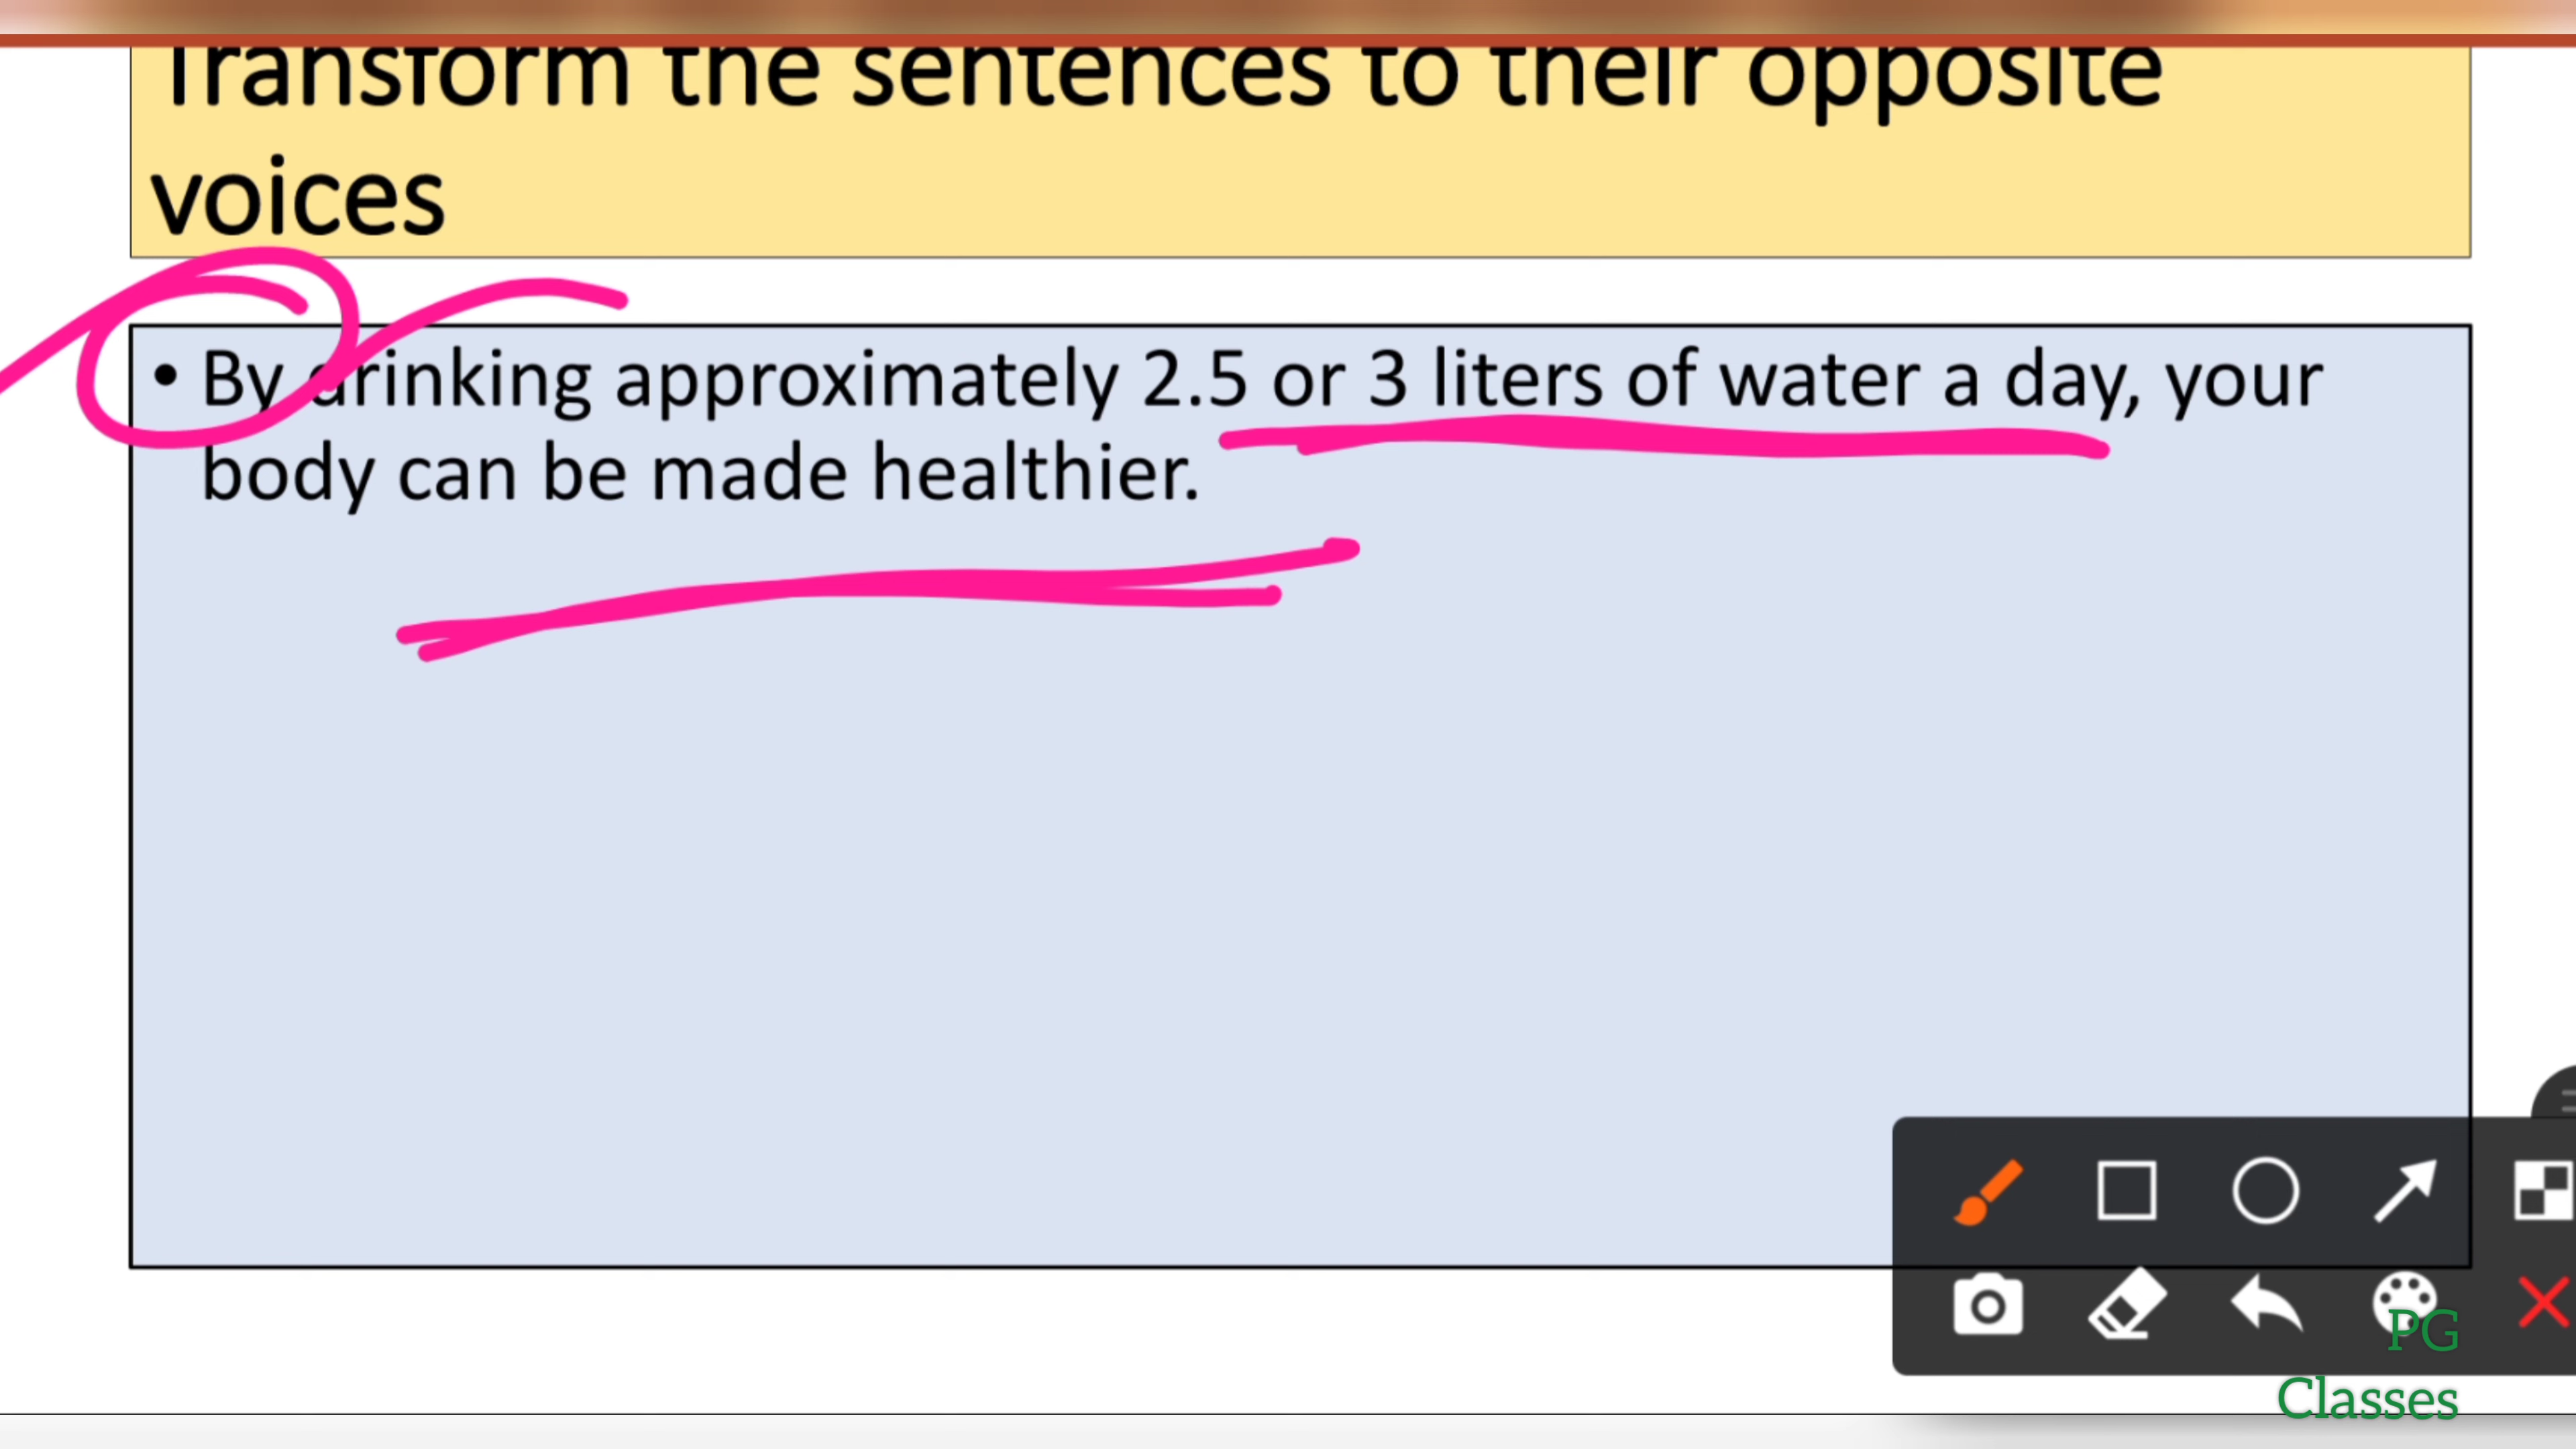 Transform the sentences to their opposite
voices
• By drinking approximately 2.5 or 3 liters of water a day, your
body can be made healthier.
PG
Classes